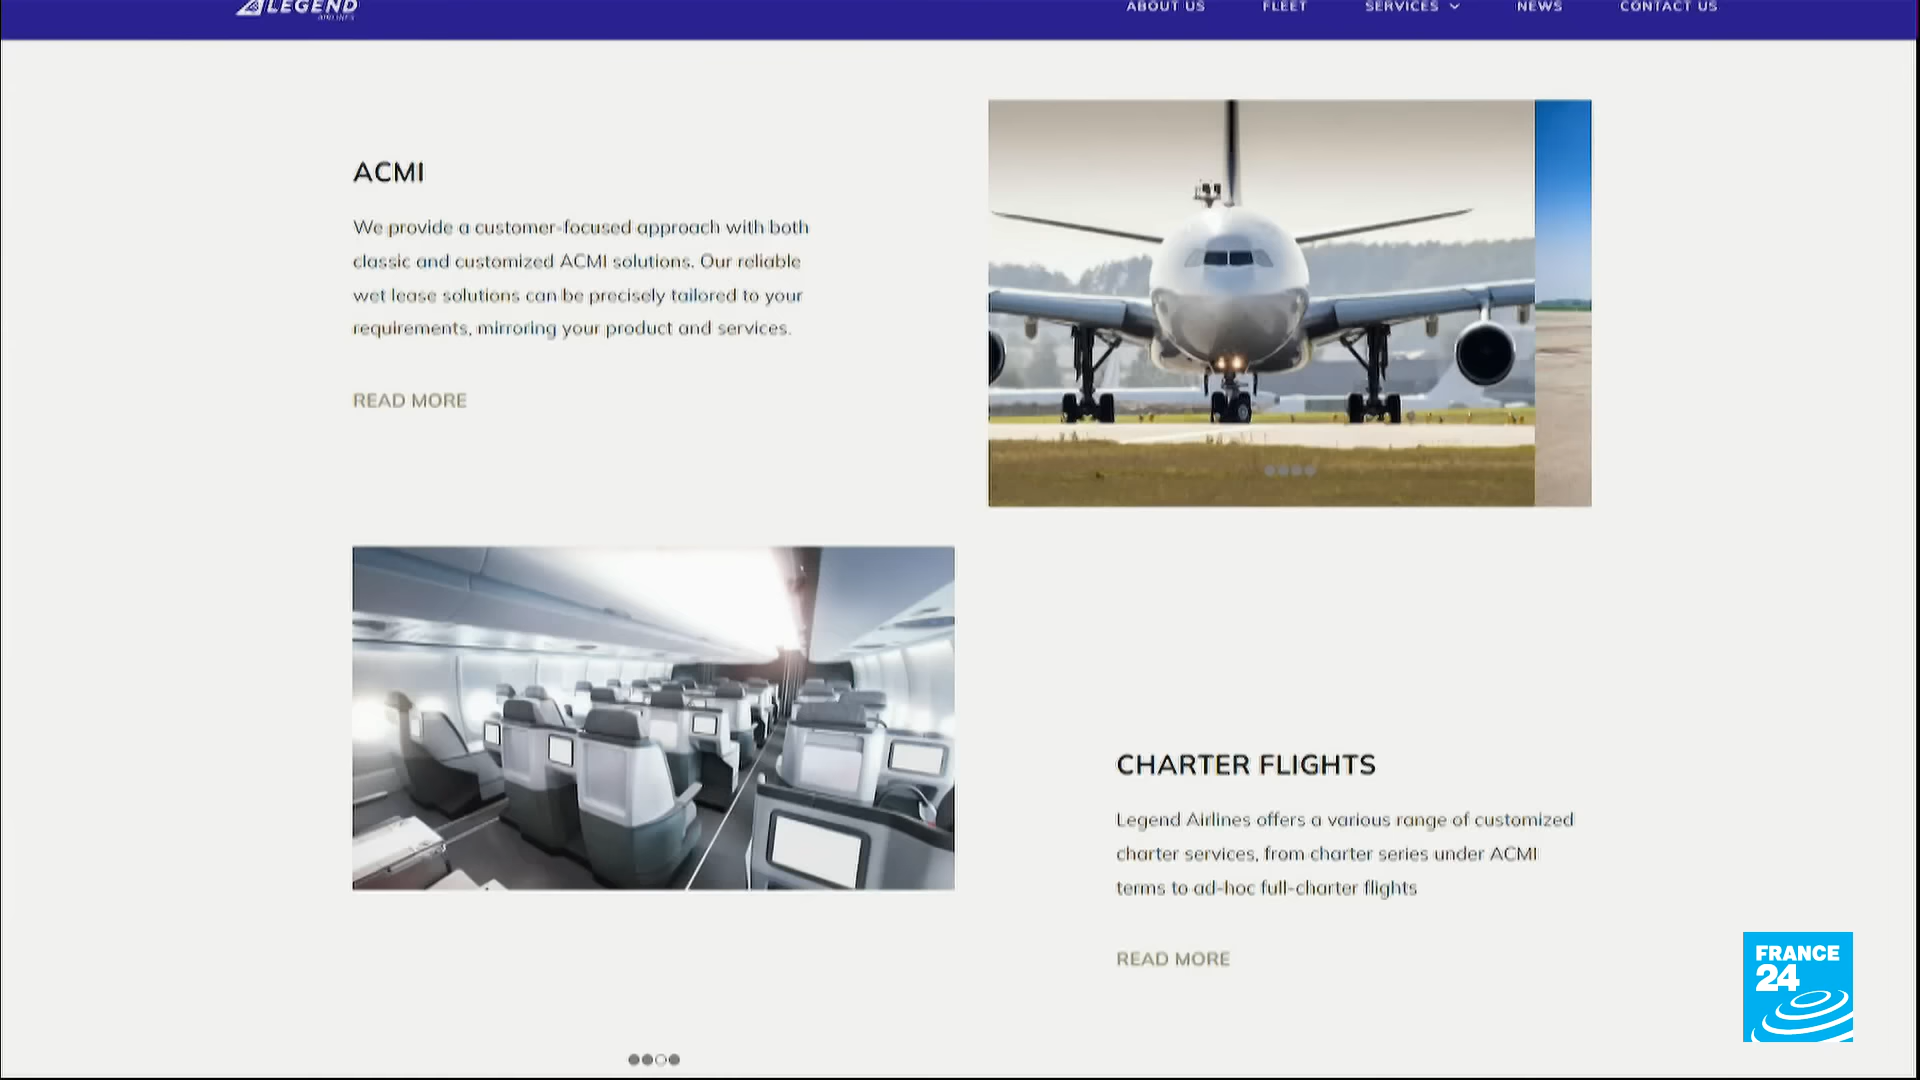 LEGEND
AIRLINES
ABOUT US
FLEET
SERVICES
NEWS
CONTACT US
ACMI
We provide a customer-focused approach with both
classic and customized ACMI solutions. Our reliable
wet lease solutions can be precisely tailored to your
requirements, mirroring your product and services.
READ MORE
CHARTER FLIGHTS
Legend Airlines offers a various range of customized
charter services, from charter series under ACMI
terms to ad-hoc full-charter flights
READ MORE
FRANCE
24